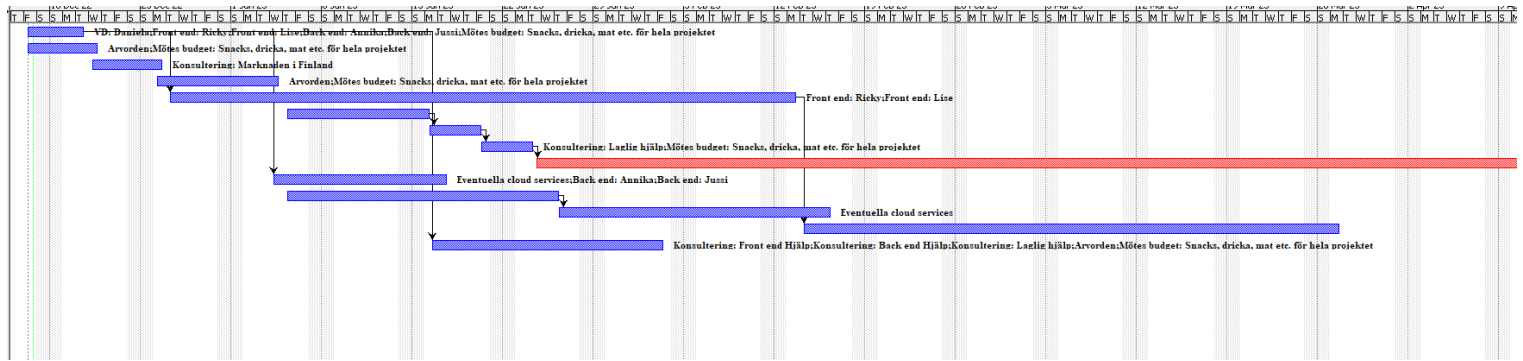 T F S S M T W T F S S M T W T F S S M T W T F S S M T W T F S S M T W T F S S M T W T F S S M T W T F S S M T W T F S S M T W T F S S M T W T F S S M T W T F S S M T W T F S S M T W T F S S M T W T F S S M T W T F S S M T W T F S S M
VD: Daniela;Front end: Ricky;Front end: Lise;Back end: Annika;Back end: Jussi;Mötes budget: Snacks, dricka, mat etc. för hela projektet
Arvorden;Mötes budget: Snacks, dricka, mat etc. för hela projektet
Konsultering: Marknaden i Finland
Arvorden;Mötes budget: Snacks, dricka, mat etc. för hela projektet
Front end: Ricky;Front end: Lise
Konsultering: Laglig hjälp;Mötes budget: Snacks, dricka, mat etc. för hela projektet
Eventuella cloud services;Back end: Annika;Back end: Jussi
Eventuella cloud services
Konsultering: Front end Hjälp;Konsultering: Back end Hjälp;Konsultering: Laglig hjälp;Arvorden;Mötes budget: Snacks, dricka, mat etc. för hela projektet